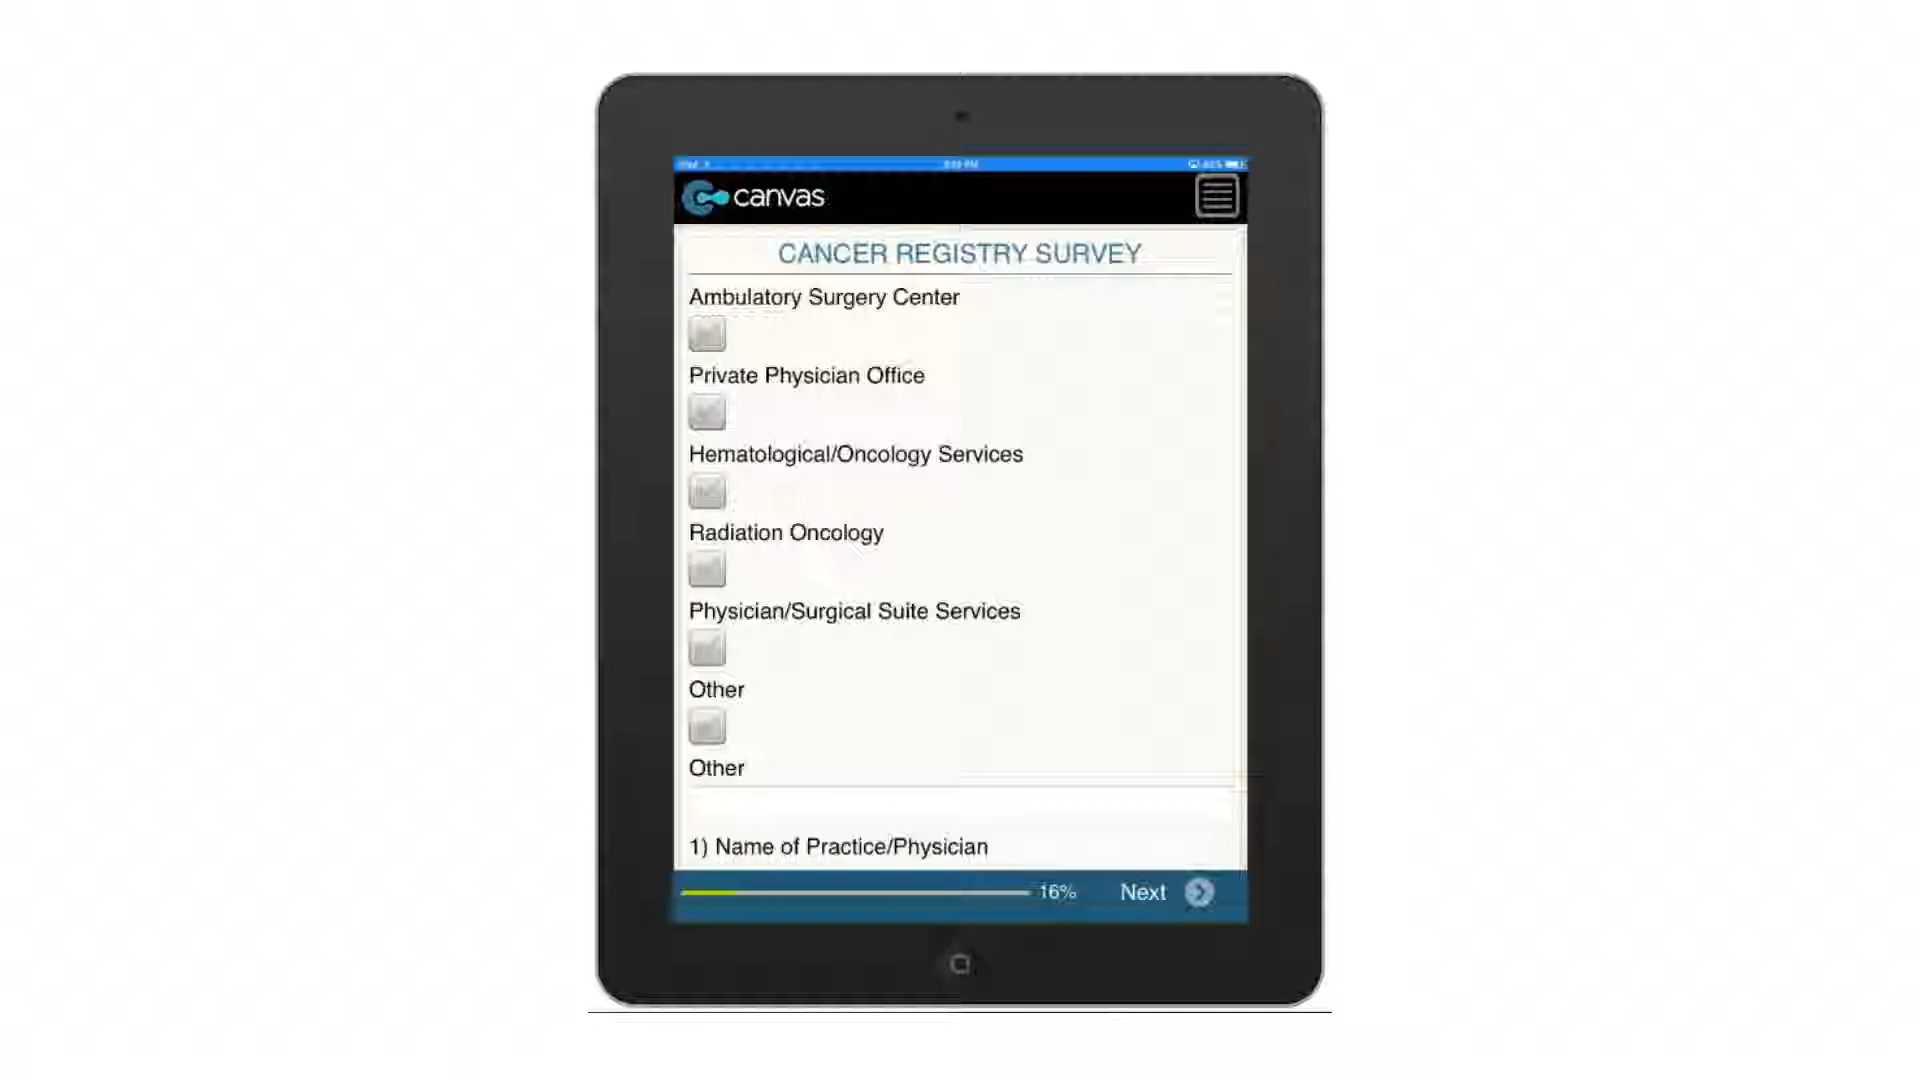 canvas
CANCER REGISTRY SURVEY
Ambulatory Surgery Center
Private Physician Office
Hematological/Oncology Services
Radiation Oncology
Physician/Surgical Suite Services
Other
Other
1) Name of Practice/Physician
16% Next